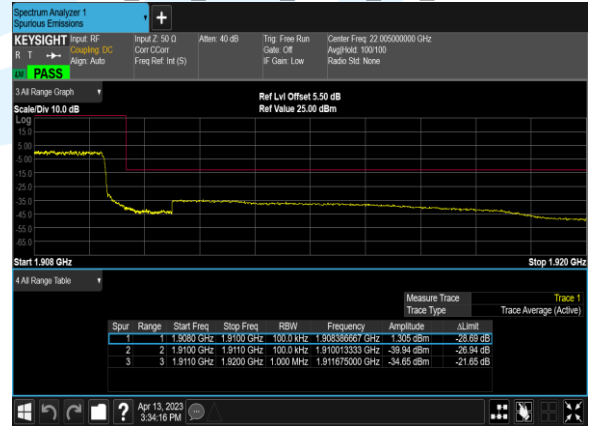 Spectrum Analyzer 1
Spurious Emissions
+
KEYSIGHT Input: RF Input Z: 50 Ω Atten: 40 dB Trig: Free Run Center Freq: 22.005000000 GHz
R T Coupling: DC Corr CCorr Gate: Off Avg|Hold: 100/100
Align: Auto Freq Ref: Int (S) IF Gain: Low Radio Std: None
PASS
3 All Range Graph
Ref Lvl Offset 5.50 dB
Scale/Div 10.0 dB Ref Value 25.00 dBm
Log
15.0
5.00
-5.00
-15.0
-25.0
-35.0
-45.0
-55.0
-65.0
Start 1.908 GHz Stop 1.920 GHz
4 All Range Table
Measure Trace Trace 1
Trace Type Trace Average (Active)
Spur Range Start Freq Stop Freq RBW Frequency Amplitude ΔLimit
1 1 1.9080 GHz 1.9100 GHz 100.0 kHz 1.908386667 GHz 1.305 dBm -28.69 dB
2 2 1.9100 GHz 1.9110 GHz 100.0 kHz 1.910013333 GHz -39.94 dBm -26.94 dB
3 3 1.9110 GHz 1.9200 GHz 1.000 MHz 1.911675000 GHz -34.65 dBm -21.65 dB
? Apr 13, 2023
3:34:16 PM